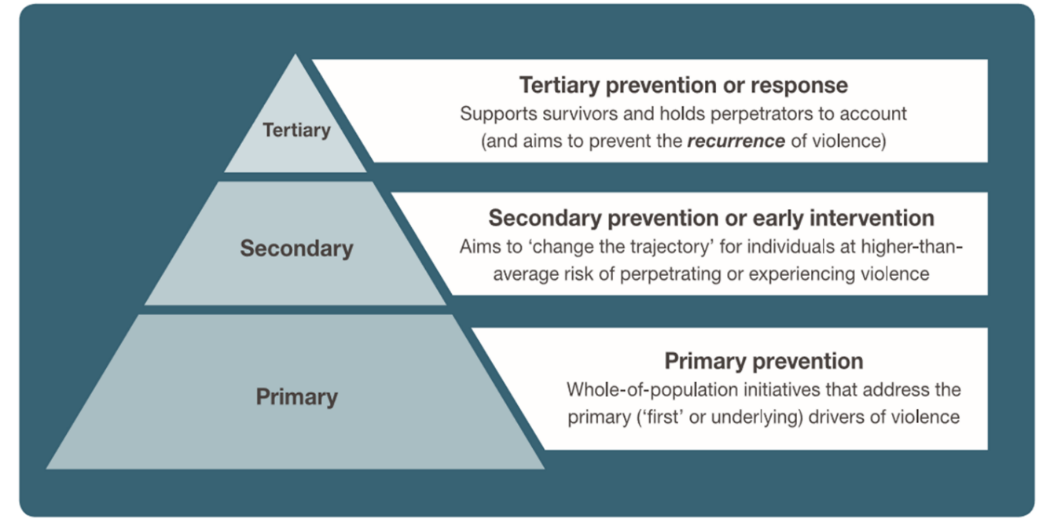 Tertiary
Tertiary prevention or response
Supports survivors and holds perpetrators to account
(and aims to prevent the recurrence of violence)
Secondary
Secondary prevention or early intervention
Aims to ‘change the trajectory’ for individuals at higher-than-
average risk of perpetrating or experiencing violence
Primary
Primary prevention
Whole-of-population initiatives that address the
primary (‘first’ or underlying) drivers of violence